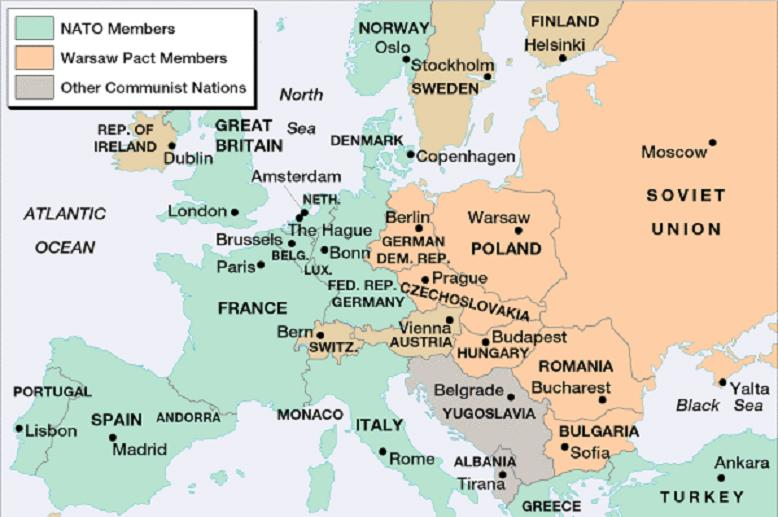 NATO Members
Warsaw Pact Members
Other Communist Nations
NORWAY
Oslo
FINLAND
Helsinki
Stockholm
SWEDEN
North
Sea
REP. OF
IRELAND
Dublin
GREAT
BRITAIN
DENMARK
Copenhagen
Moscow
SOVIET
UNION
Amsterdam
NETH.
ATLANTIC
OCEAN
London
The Hague
Berlin
GERMAN
DEM. REP.
Warsaw
POLAND
Brussels
BELG.
Bonn
Paris
LUX.
FED. REP.
GERMANY
Prague
CZECHOSLOVAKIA
FRANCE
Bern
SWITZ.
Vienna
AUSTRIA
Budapest
HUNGARY
ROMANIA
Bucharest
Belgrade
YUGOSLAVIA
Yalta
Black Sea
PORTUGAL
Lisbon
SPAIN
Madrid
ANDORRA
MONACO
ITALY
Rome
BULGARIA
Sofia
ALBANIA
Tirana
GREECE
Ankara
TURKEY